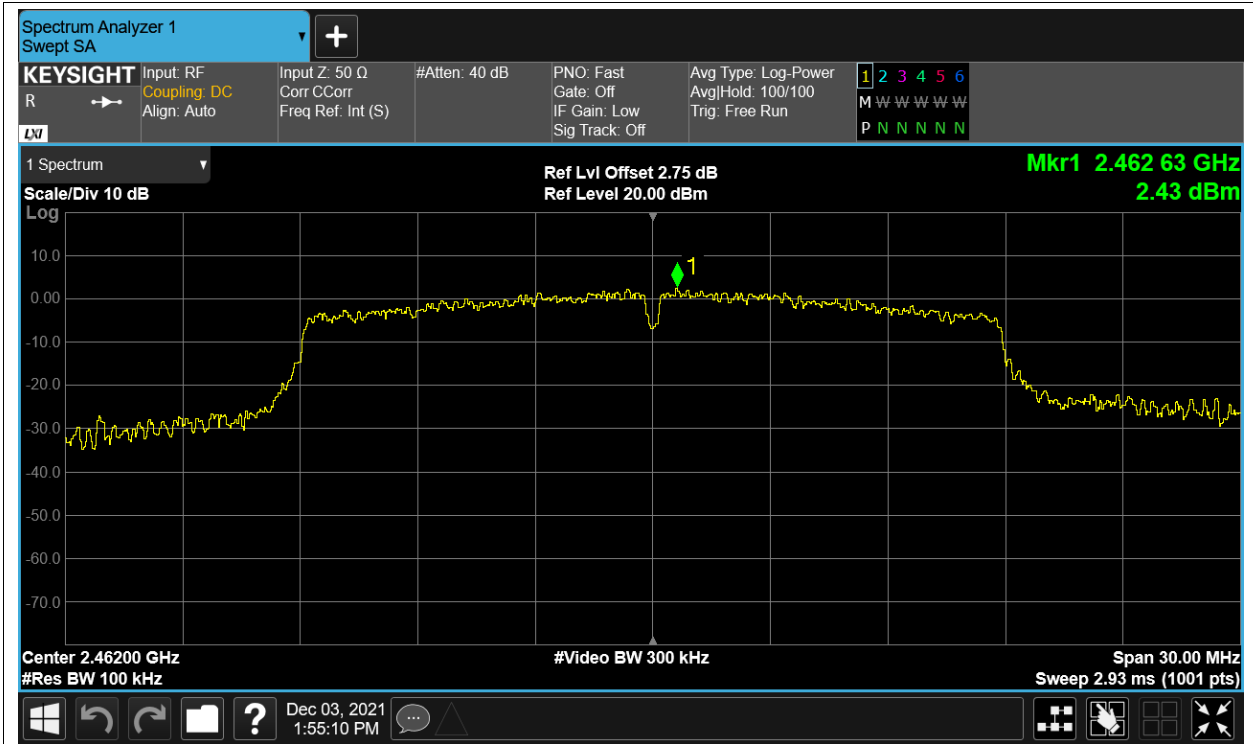 Spectrum Analyzer 1
Swept SA
+
KEYSIGHT
R
LXI
Input: RF
Coupling: DC
Align: Auto
Input Z: 50 Ω
Corr CCorr
Freq Ref: Int (S)
#Atten: 40 dB
PNO: Fast
Gate: Off
IF Gain: Low
Sig Track: Off
Avg Type: Log-Power
Avg|Hold: 100/100
Trig: Free Run
1 2 3 4 5 6
M W W W W W
P N N N N N
1 Spectrum
Scale/Div 10 dB
Log
Ref Lvl Offset 2.75 dB
Ref Level 20.00 dBm
Mkr1 2.462 63 GHz
2.43 dBm
1
10.0
0.00
-10.0
-20.0
-30.0
-40.0
-50.0
-60.0
-70.0
Center 2.46200 GHz
#Res BW 100 kHz
#Video BW 300 kHz
Span 30.00 MHz
Sweep 2.93 ms (1001 pts)
?
Dec 03, 2021
1:55:10 PM